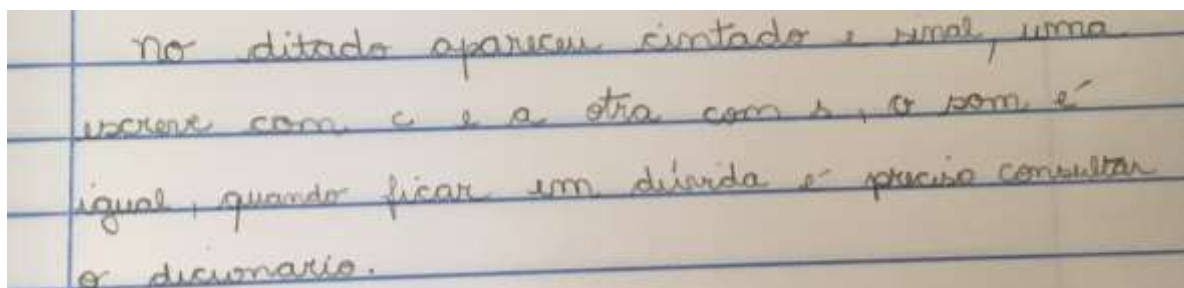 no ditado apareceu cintado e sinal, uma
escreve com c e a otra com s, o som é
igual, quando ficar em dúvida é preciso consultar
o dicionario.